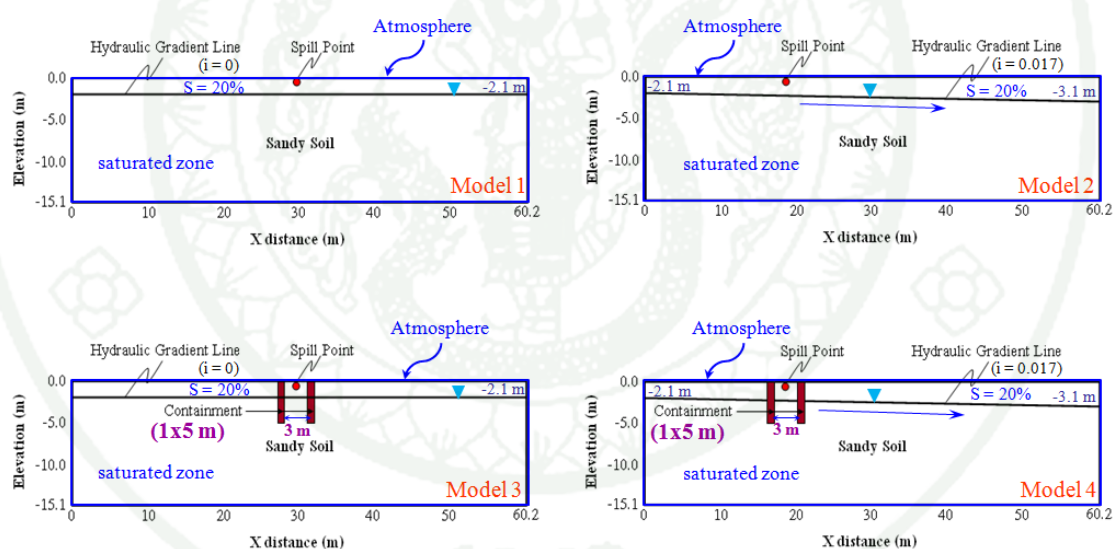 Atmosphere
Hydraulic Gradient Line
(i = 0)
Spill Point
0.0
S = 20%
-2.1 m
-5.0
Sandy Soil
-10.0
saturated zone
Model 1
-15.1
0
10
20
30
40
50
60.2
Elevation (m)
X distance (m)
Atmosphere
Spill Point
Hydraulic Gradient Line
(i = 0.017)
0.0
-2.1 m
S = 20%
-3.1 m
-5.0
Sandy Soil
-10.0
saturated zone
Model 2
-15.1
0
10
20
30
40
50
60.2
Elevation (m)
X distance (m)
Atmosphere
Hydraulic Gradient Line
(i = 0)
Spill Point
0.0
S = 20%
-2.1 m
Containment
(1x5 m)
3 m
-5.0
Sandy Soil
-10.0
saturated zone
Model 3
-15.1
0
10
20
30
40
50
60.2
Elevation (m)
X distance (m)
Atmosphere
Spill Point
Hydraulic Gradient Line
(i = 0.017)
0.0
-2.1 m
S = 20%
-3.1 m
Containment
(1x5 m)
3 m
-5.0
Sandy Soil
-10.0
saturated zone
Model 4
-15.1
0
10
20
30
40
50
60.2
Elevation (m)
X distance (m)